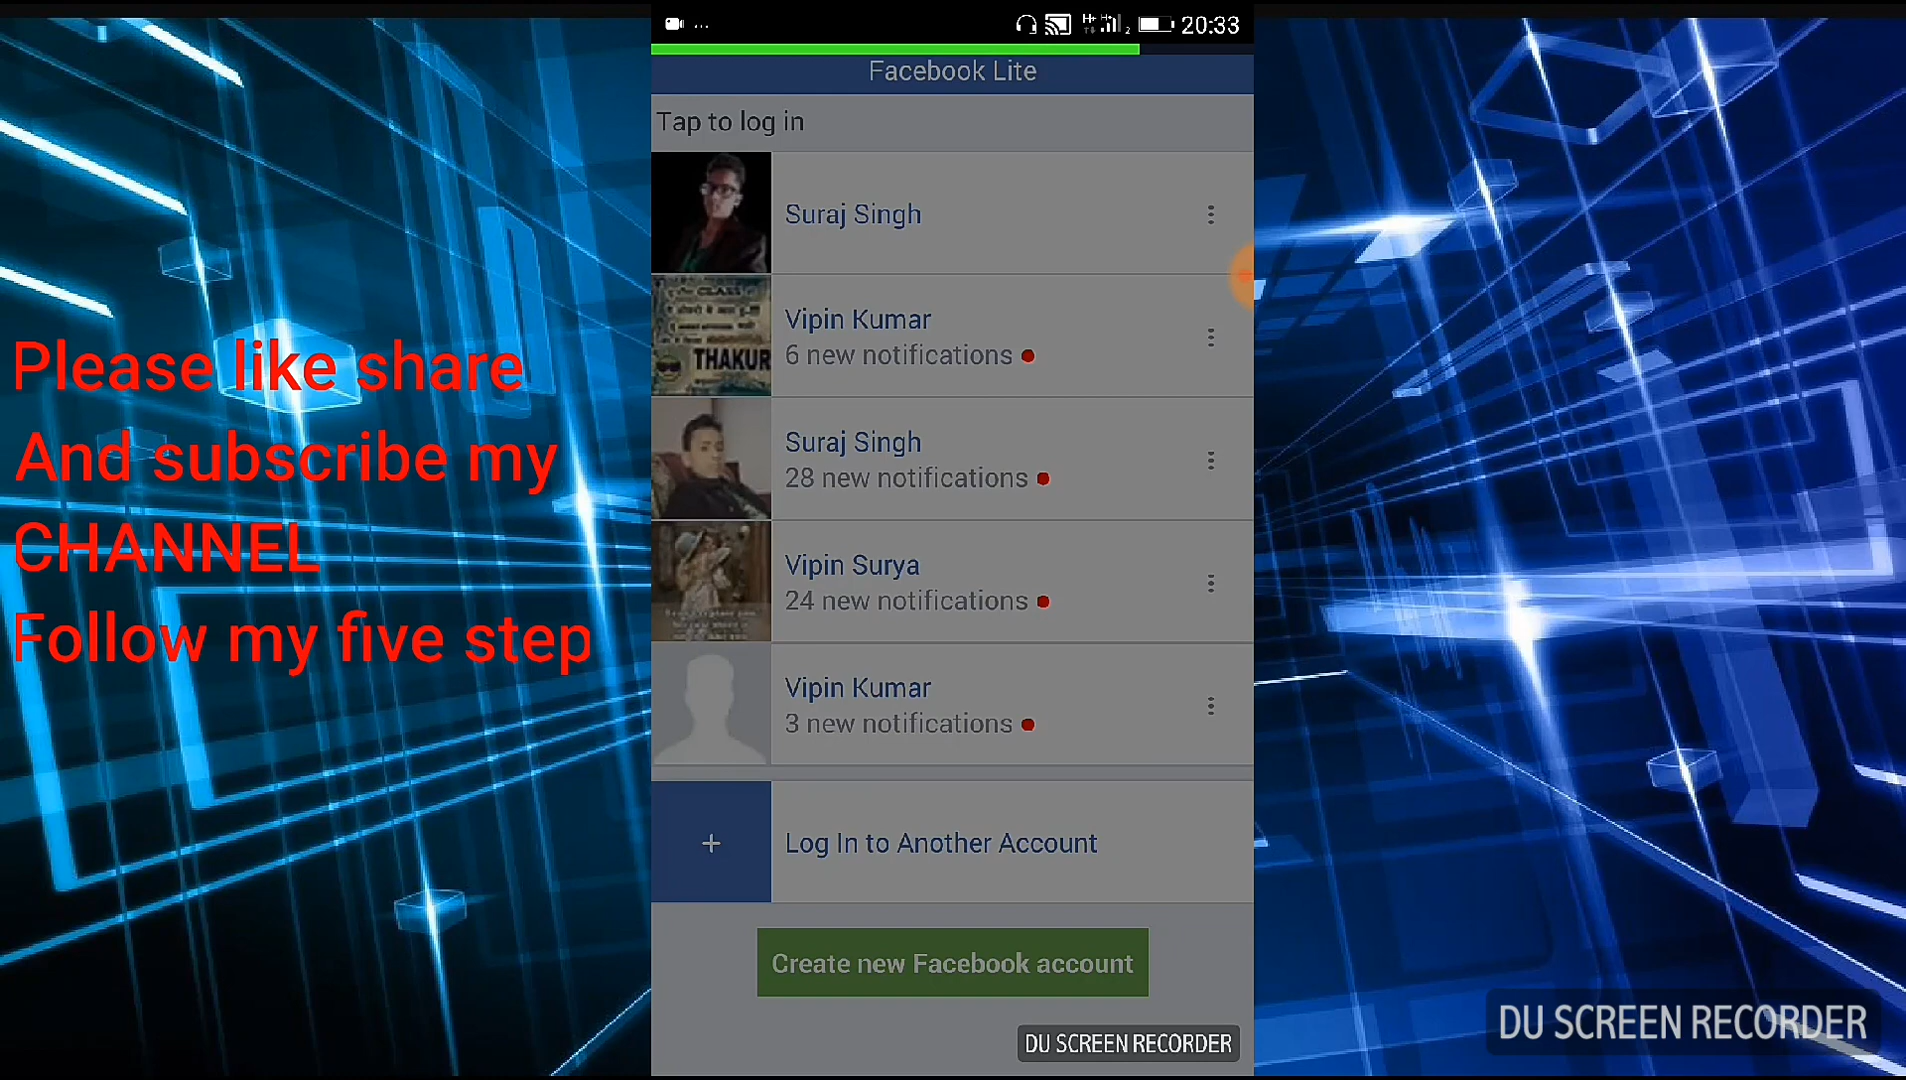 20:33
Facebook Lite
Tap to log in
Suraj Singh
Vipin Kumar
6 new notifications
THAKUR
Suraj Singh
28 new notifications
Vipin Surya
24 new notifications
Vipin Kumar
3 new notifications
+ Log In to Another Account
Create new Facebook account
DU SCREEN RECORDER
Please like share
And subscribe my
CHANNEL
Follow my five step
DU SCREEN RECORDER